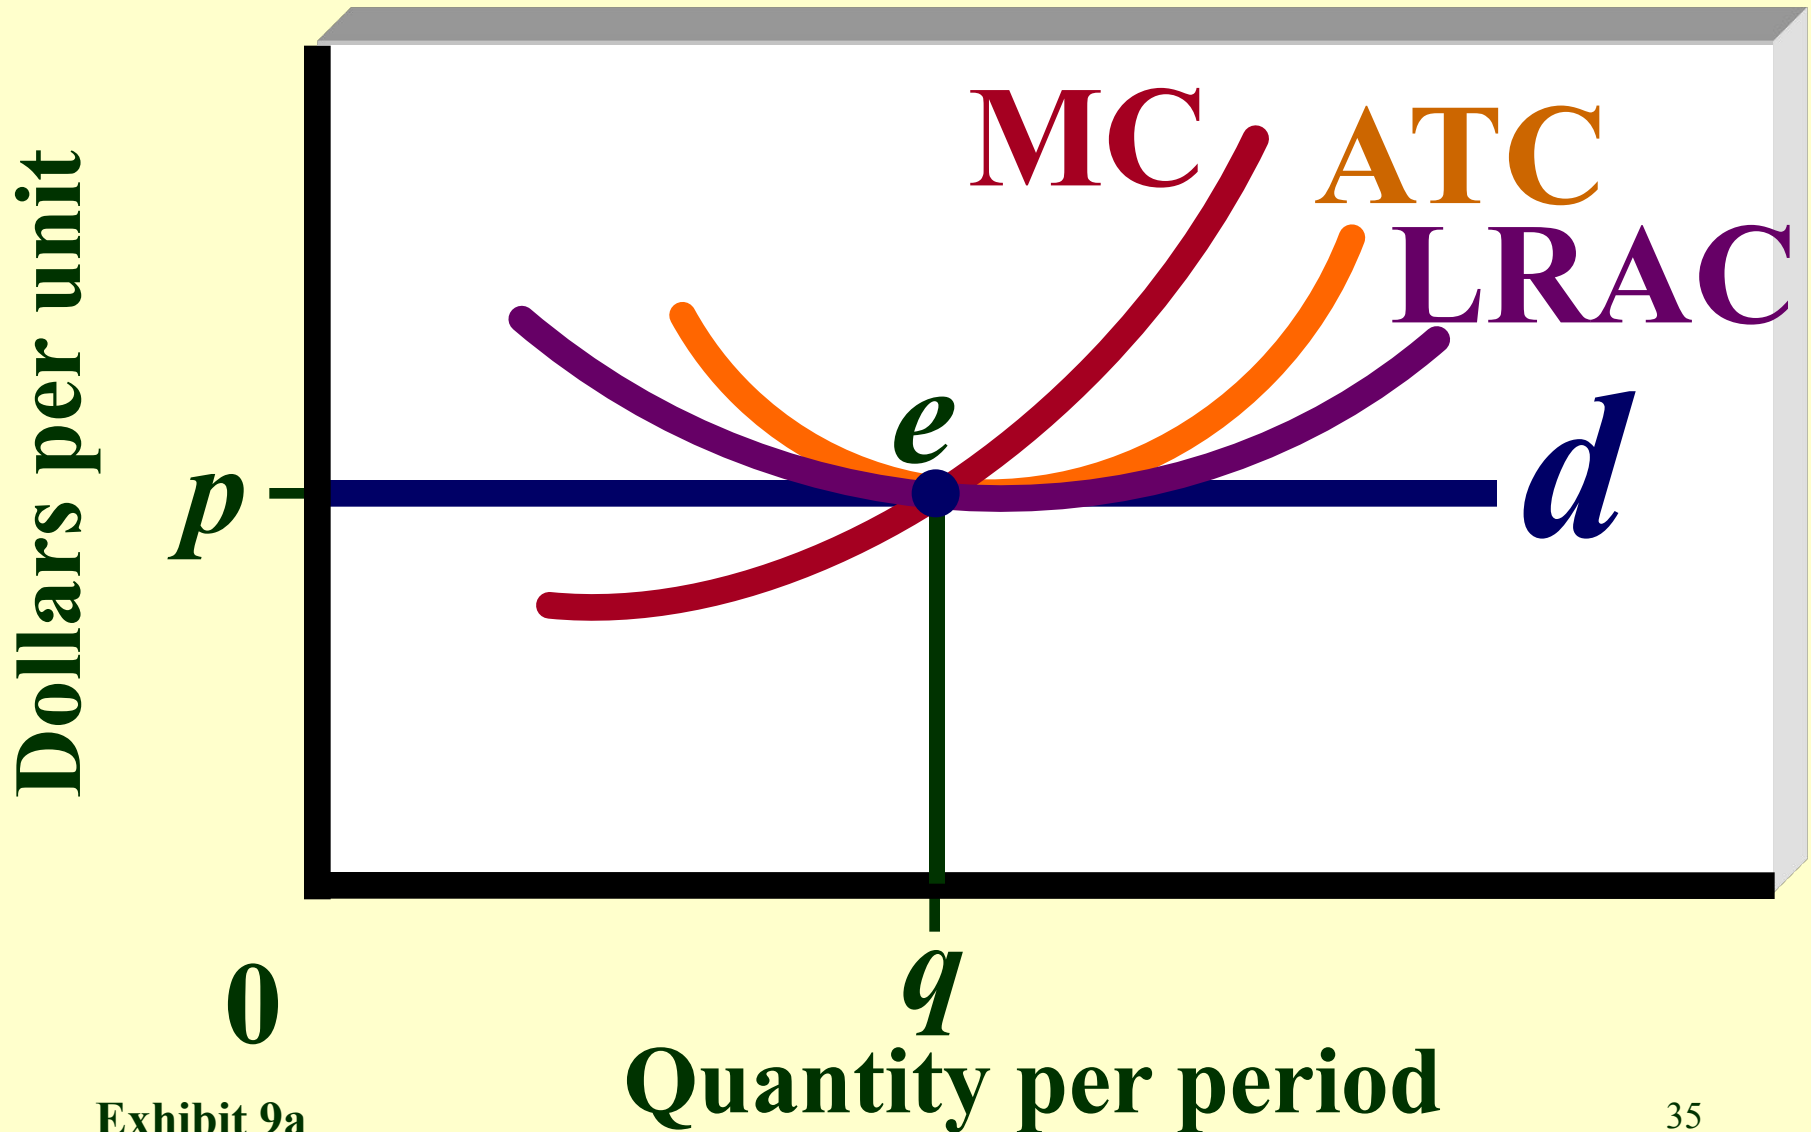 MC
ATC
LRAC
Dollars per unit
e
d
p
q
0
Quantity per period
Exhibit 9a
35